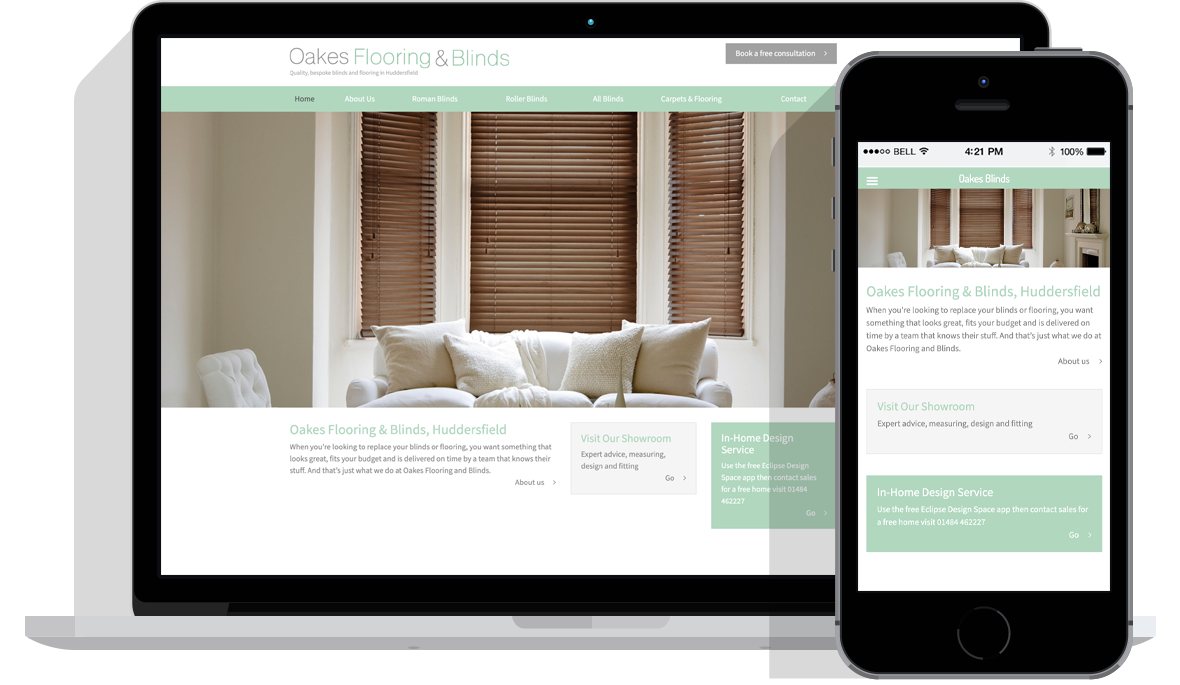 Oakes Flooring & Blinds
Quality, bespoke blinds and flooring in Huddersfield
Book a free consultation >
Home About Us Roman Blinds Roller Blinds All Blinds Carpets & Flooring Contact
Oakes Flooring & Blinds, Huddersfield
When you're looking to replace your blinds or flooring, you want something that
looks great, fits your budget and is delivered on time by a team that knows their
stuff. And that's just what we do at Oakes Flooring and Blinds.
About us >
Visit Our Showroom
Expert advice, measuring,
design and fitting
Go >
In-Home Design
Service
Use the free Eclipse Design
Space app then contact sales
for a free home visit 01484
462227
Go >
BELL 4:21 PM 100%
Oakes Blinds
Oakes Flooring & Blinds, Huddersfield
When you're looking to replace your blinds or flooring, you want
something that looks great, fits your budget and is delivered on
time by a team that knows their stuff. And that's just what we do at
Oakes Flooring and Blinds.
About us >
Visit Our Showroom
Expert advice, measuring, design and fitting
Go >
In-Home Design Service
Use the free Eclipse Design Space app then contact sales for
a free home visit 01484 462227
Go >